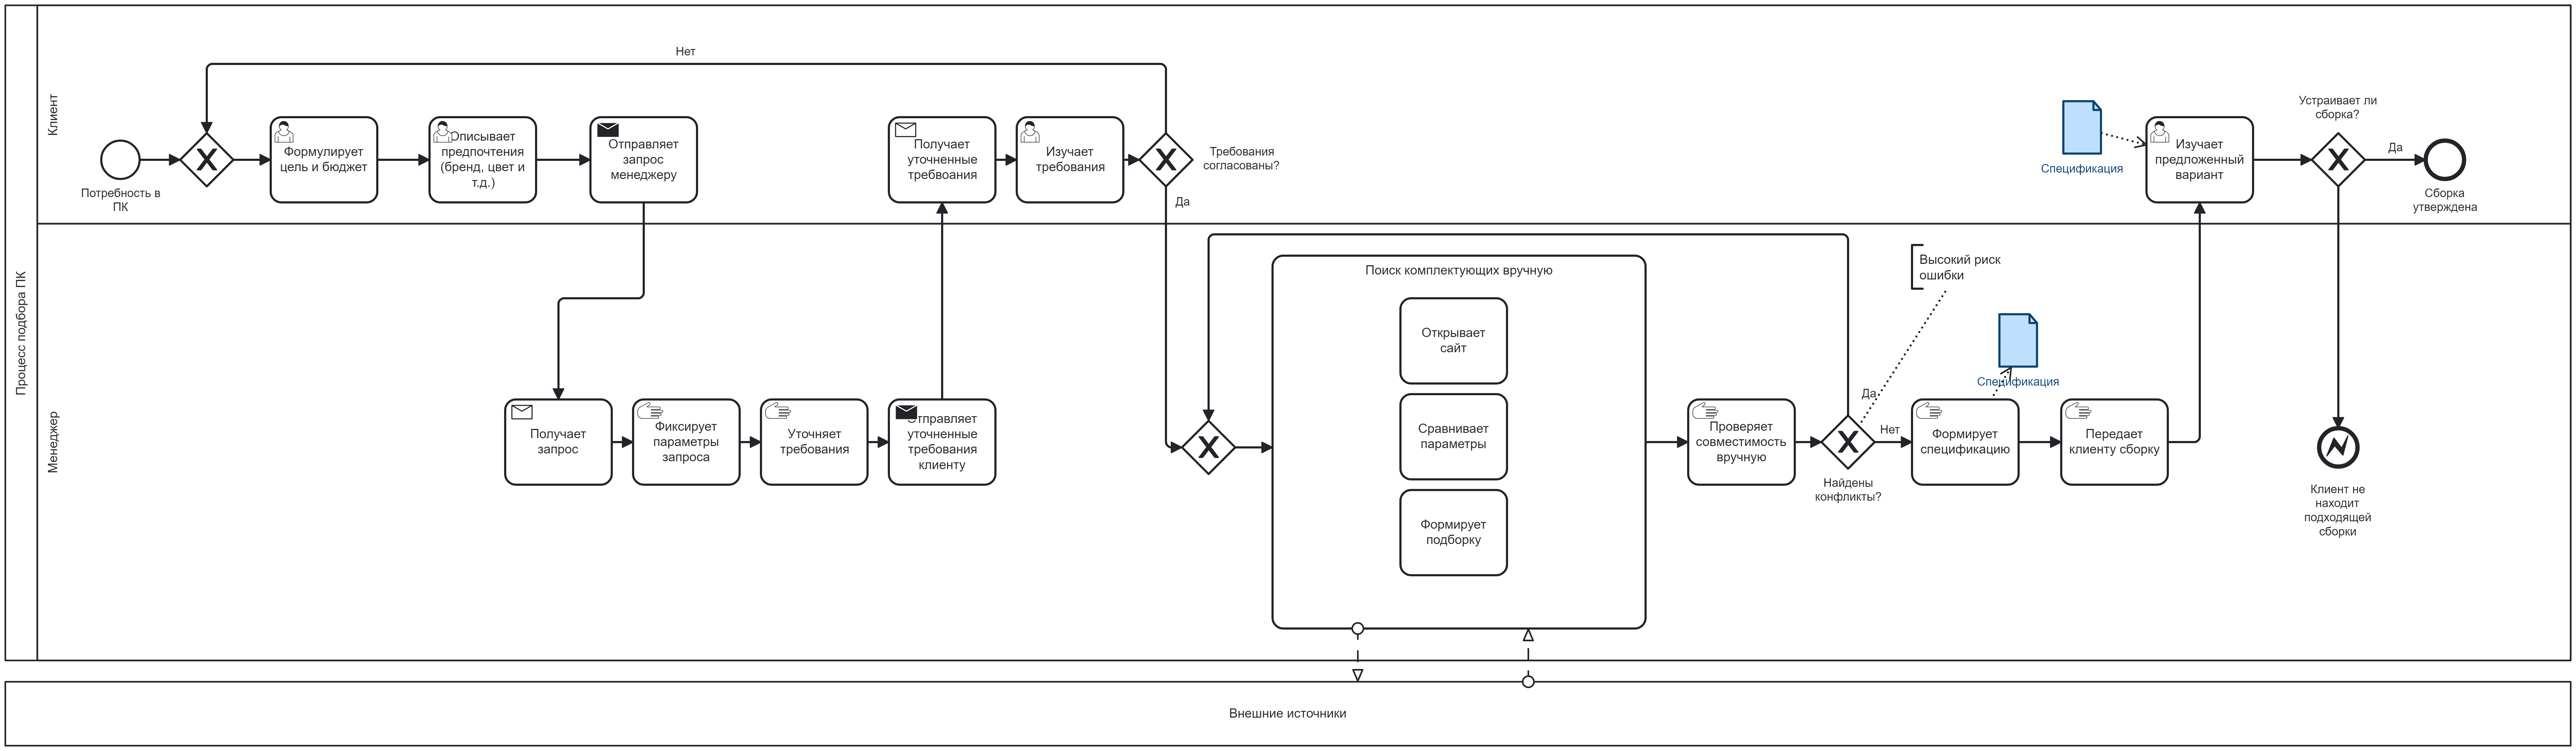 Процесс подбора ПК
Клиент
Нет
Потребность в
ПК
Формулирует
цель и бюджет
Описывает
предпочтения
(бренд, цвет и
т.д.)
Отправляет
запрос
менеджеру
Получает
уточненные
требвоания
Изучает
требования
Требования
согласованы?
Да
Спецификация
Изучает
предложенный
вариант
Устраивает ли
сборка?
Да
Сборка
утверждена
Менеджер
Получает
запрос
Фиксирует
параметры
запроса
Уточняет
требования
Отправляет
уточненные
требования
клиенту
Поиск комплектующих вручную
Открывает
сайт
Сравнивает
параметры
Формирует
подборку
Проверяет
совместимость
вручную
Да
Найдены
конфликты?
Нет
Высокий риск
ошибки
Спецификация
Формирует
спецификацию
Передает
клиенту сборку
Клиент не
находит
подходящей
сборки
Внешние источники